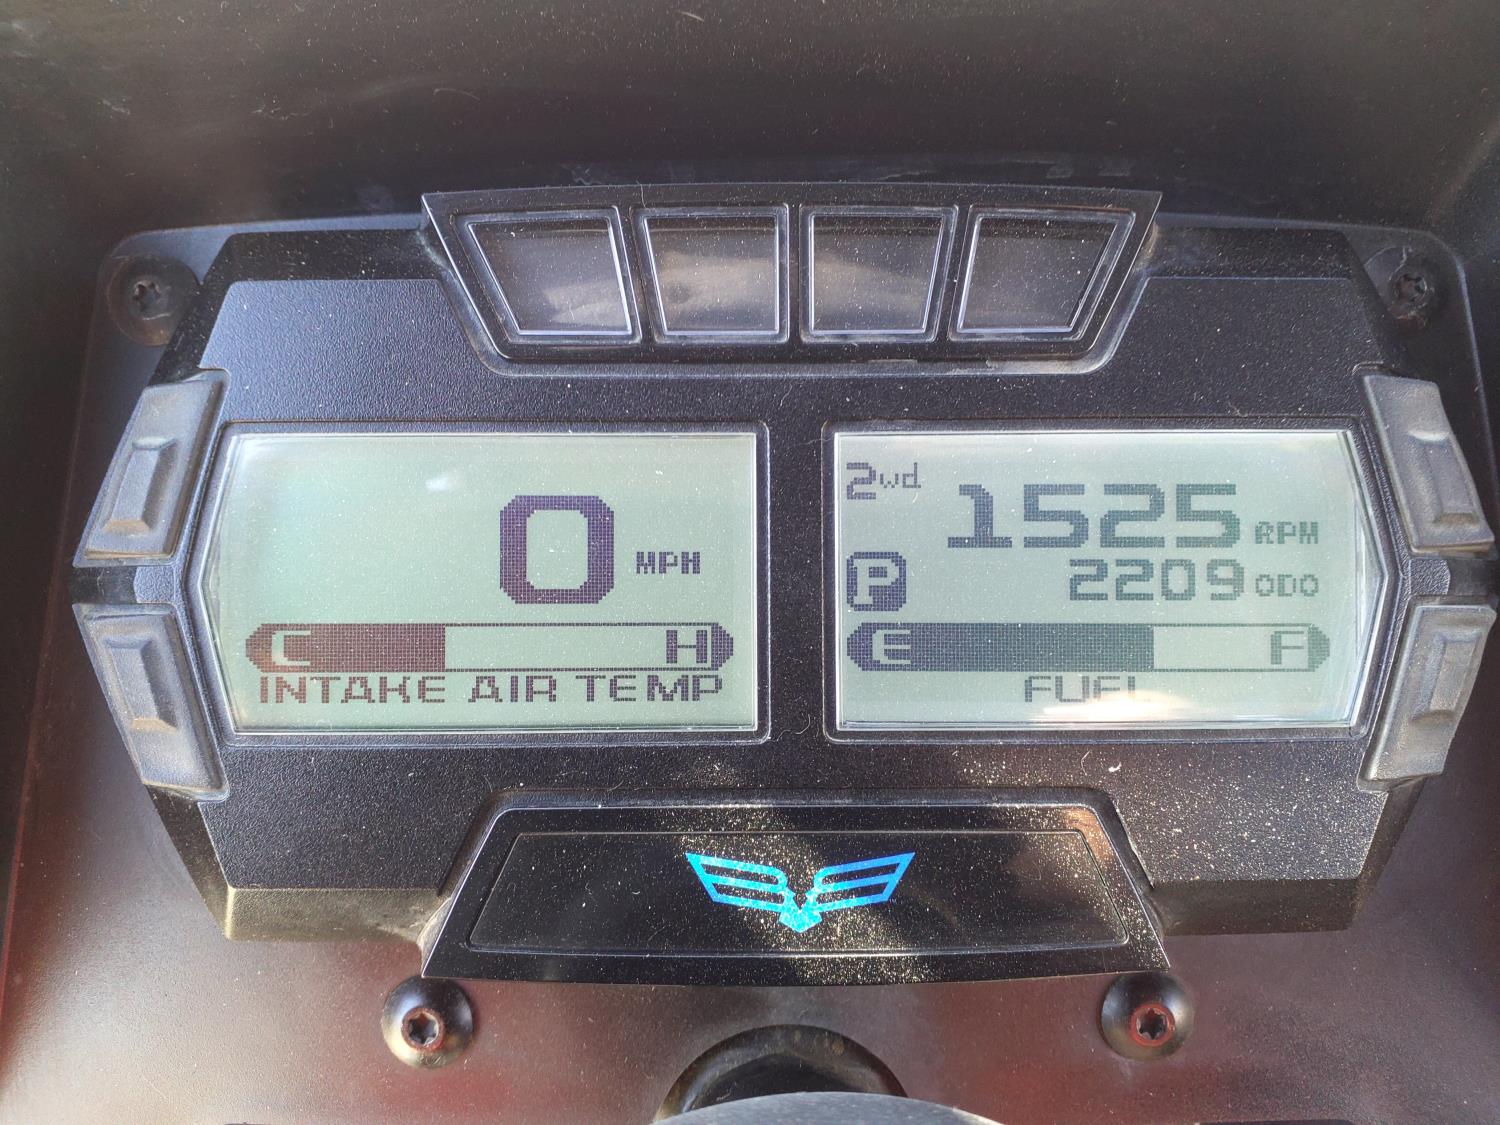 0 MPH
C H
INTAKE AIR TEMP
2wd
1525 RPM
P
2209 ODO
E F
FUEL